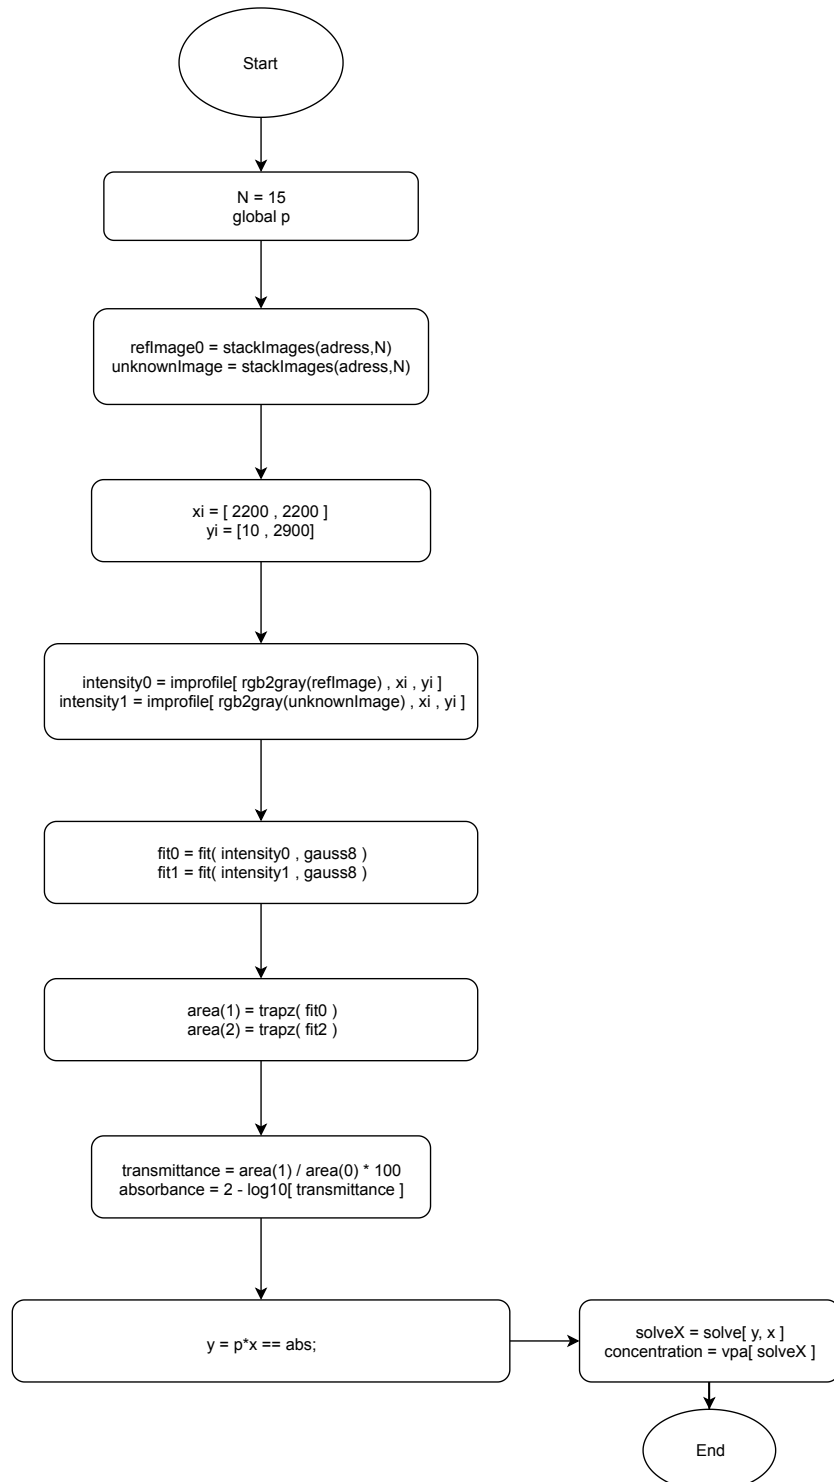 Start
N = 15
global p
refImage0 = stackImages(adress,N)
unknownImage = stackImages(adress,N)
xi = [ 2200 , 2200 ]
yi = [10 , 2900]
intensity0 = improfile[ rgb2gray(refImage) , xi , yi ]
intensity1 = improfile[ rgb2gray(unknownImage) , xi , yi ]
fit0 = fit( intensity0 , gauss8 )
fit1 = fit( intensity1 , gauss8 )
area(1) = trapz( fit0 )
area(2) = trapz( fit2 )
transmittance = area(1) / area(0) * 100
absorbance = 2 - log10[ transmittance ]
y = p*x == abs;
solveX = solve[ y, x ]
concentration = vpa[ solveX ]
End